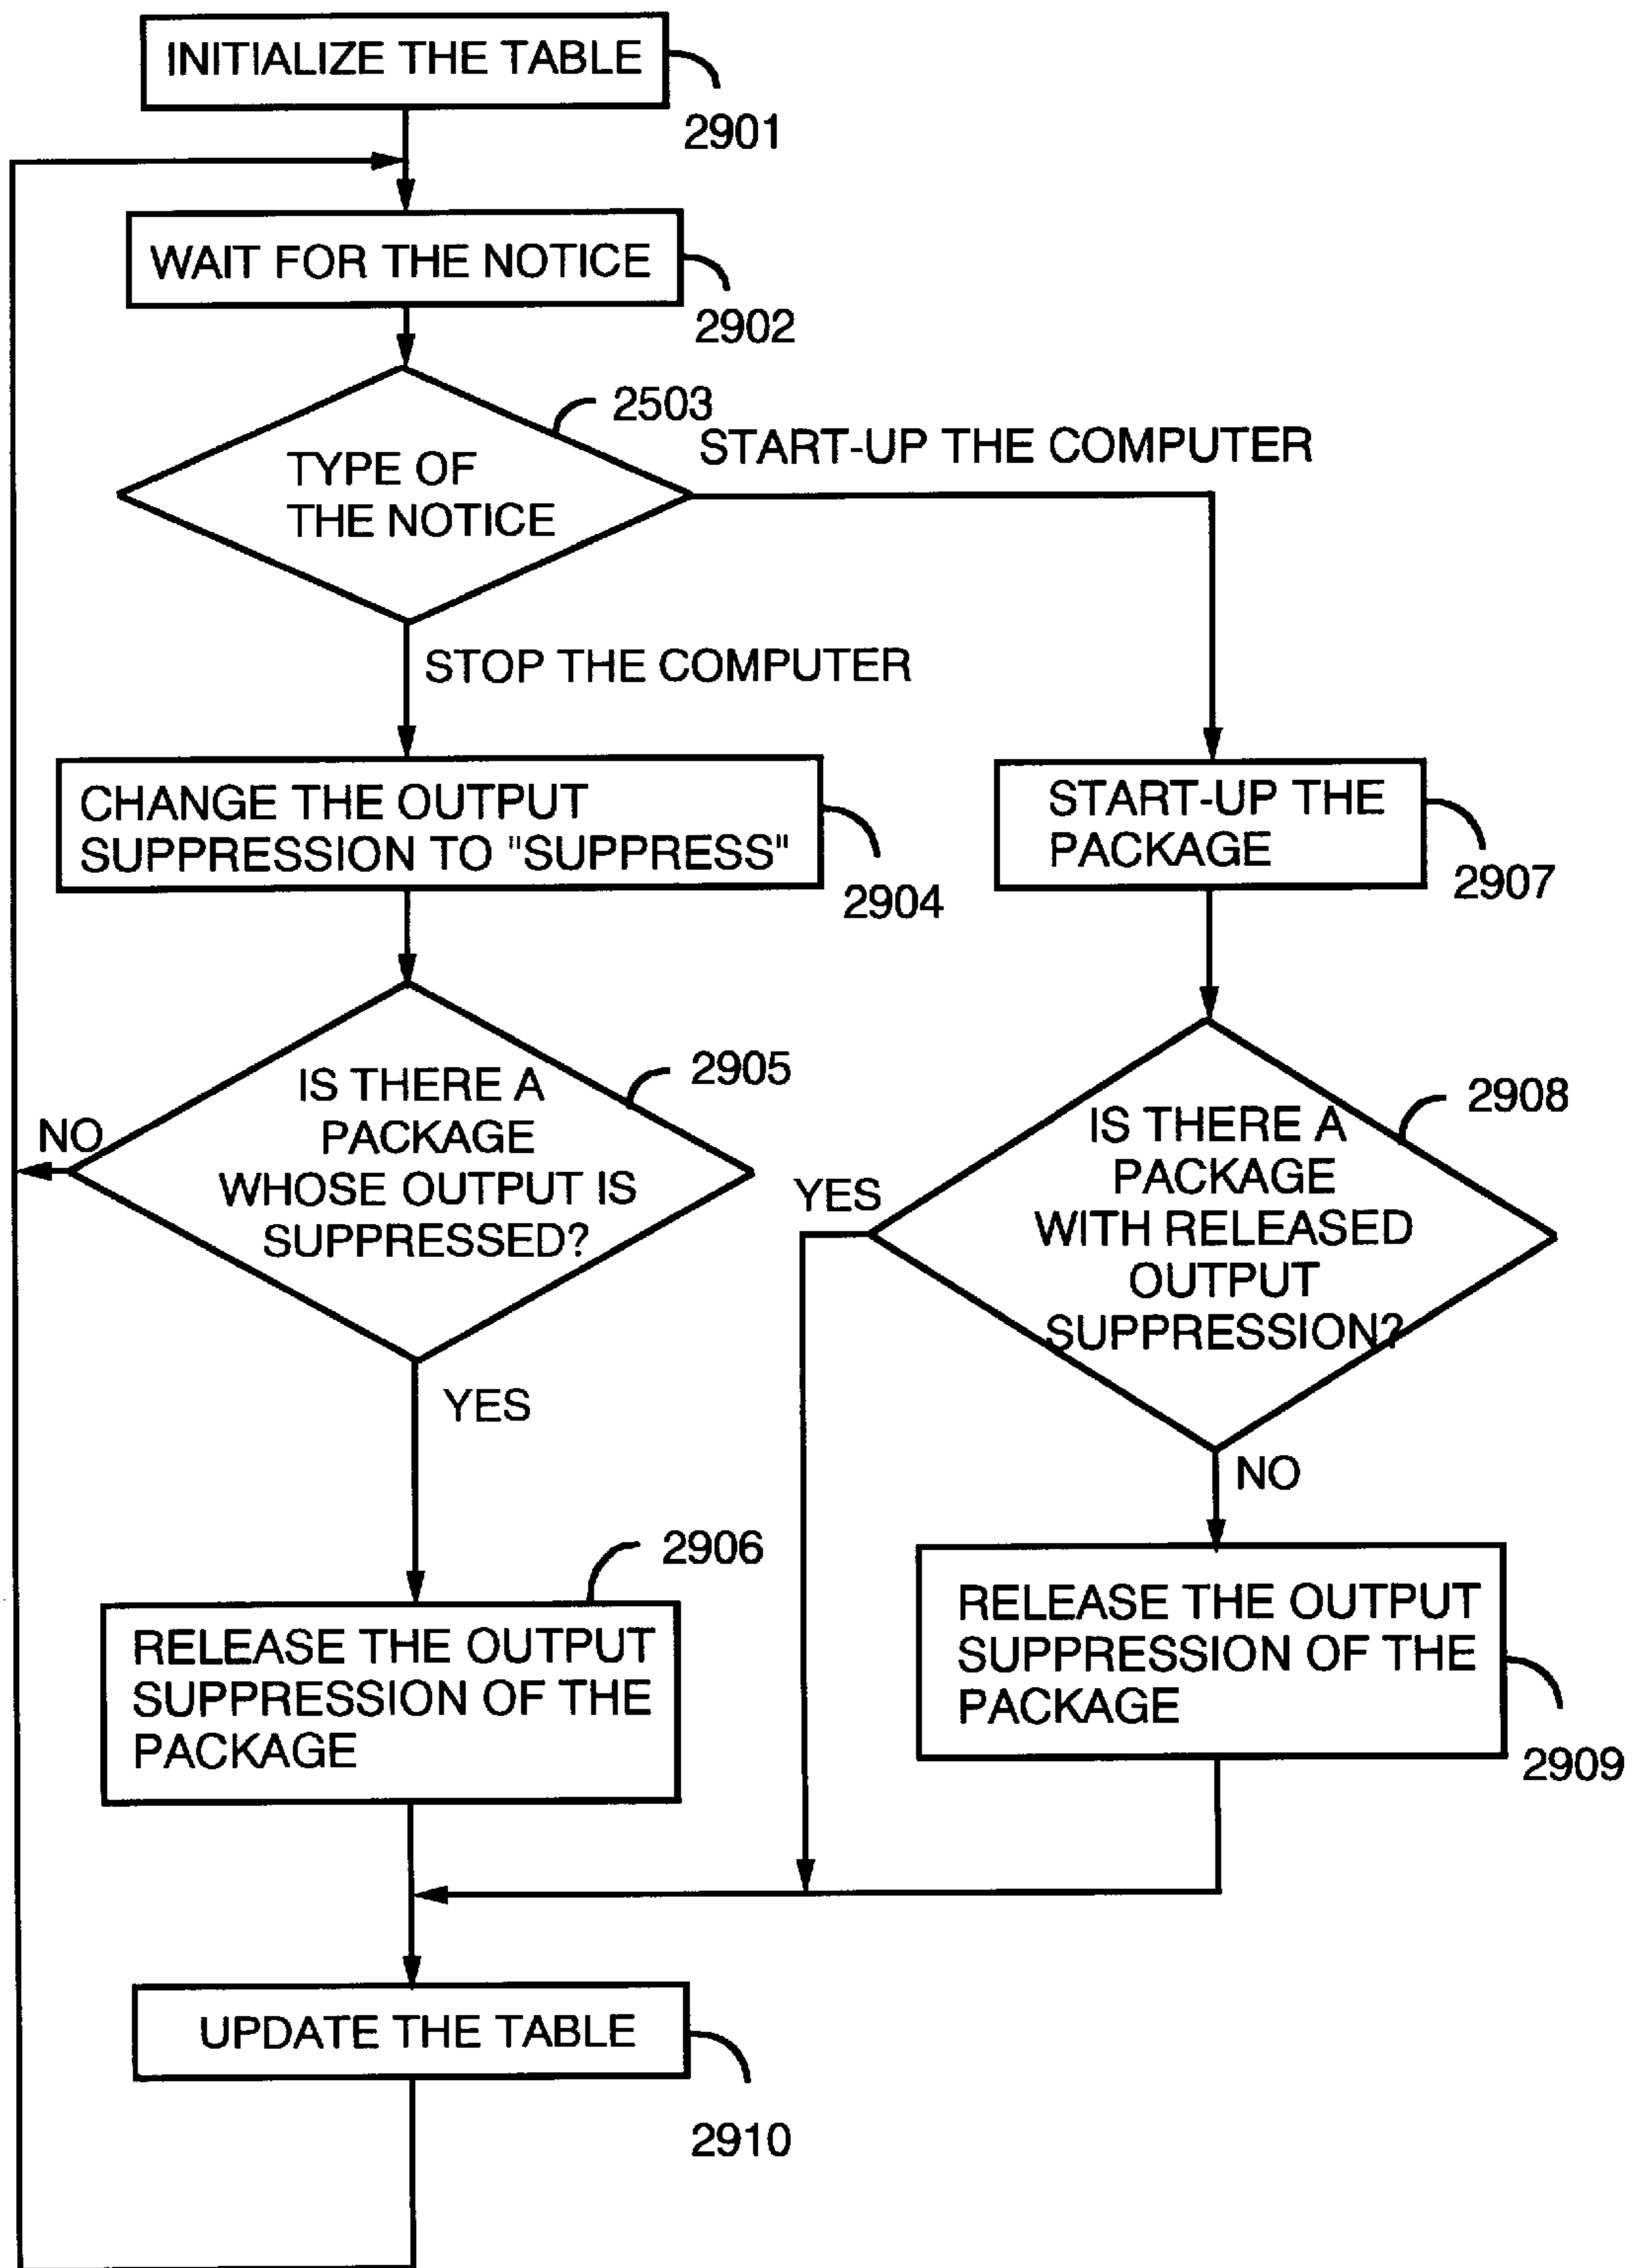 INITIALIZE THE TABLE
2901
WAIT FOR THE NOTICE
2902
2503
TYPE OF
THE NOTICE
START-UP THE COMPUTER
STOP THE COMPUTER
CHANGE THE OUTPUT
SUPPRESSION TO "SUPPRESS"
2904
START-UP THE
PACKAGE
2907
2905
IS THERE A
PACKAGE
WHOSE OUTPUT IS
SUPPRESSED?
NO
YES
2908
IS THERE A
PACKAGE
WITH RELEASED
OUTPUT
SUPPRESSION?
YES
NO
2906
RELEASE THE OUTPUT
SUPPRESSION OF THE
PACKAGE
RELEASE THE OUTPUT
SUPPRESSION OF THE
PACKAGE
2909
UPDATE THE TABLE
2910